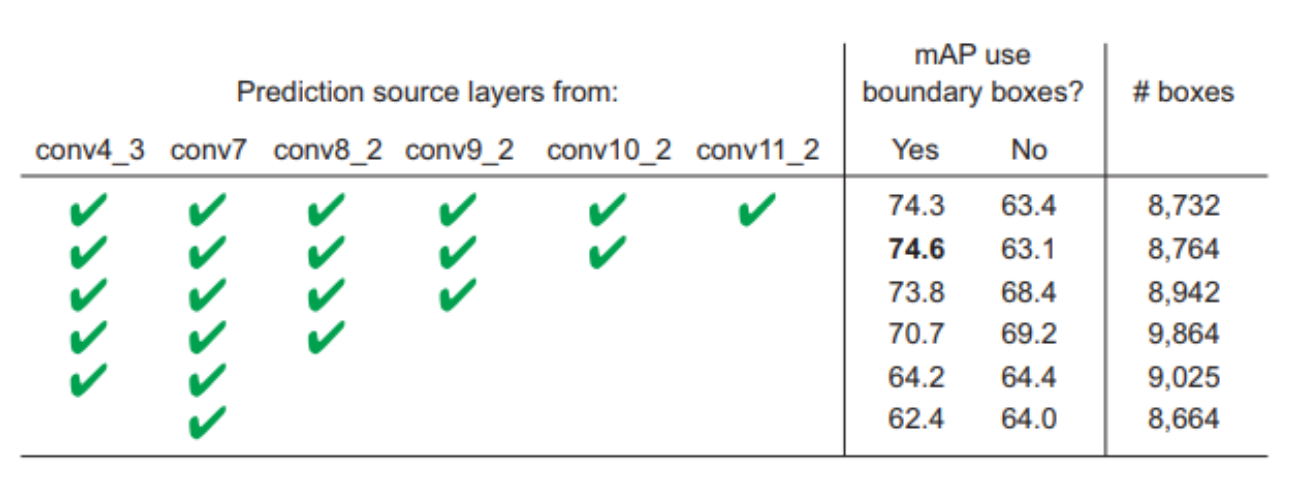 mAP use
Prediction source layers from: boundary boxes? # boxes
conv4_3 conv7 conv8_2 conv9_2 conv10_2 conv11_2 Yes No
✔ ✔ ✔ ✔ ✔ ✔ 74.3 63.4 8,732
✔ ✔ ✔ ✔ ✔ 74.6 63.1 8,764
✔ ✔ ✔ ✔ 73.8 68.4 8,942
✔ ✔ ✔ 70.7 69.2 9,864
✔ ✔ 64.2 64.4 9,025
✔ 62.4 64.0 8,664